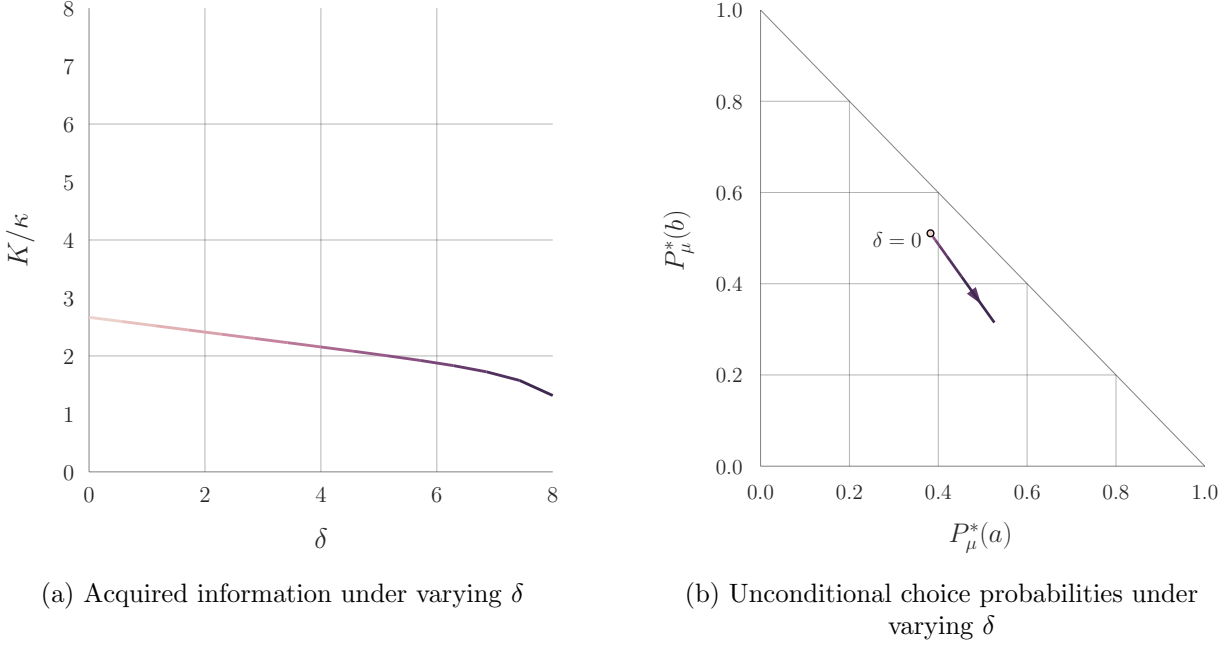 8
7
6
5
4
3
2
1
0
K/κ
0 2 4 6 8
δ
(a) Acquired information under varying δ
1.0
0.8
0.6
0.4
0.2
0.0
P*μ(b)
δ = 0
0.0 0.2 0.4 0.6 0.8 1.0
P*μ(a)
(b) Unconditional choice probabilities under
varying δ